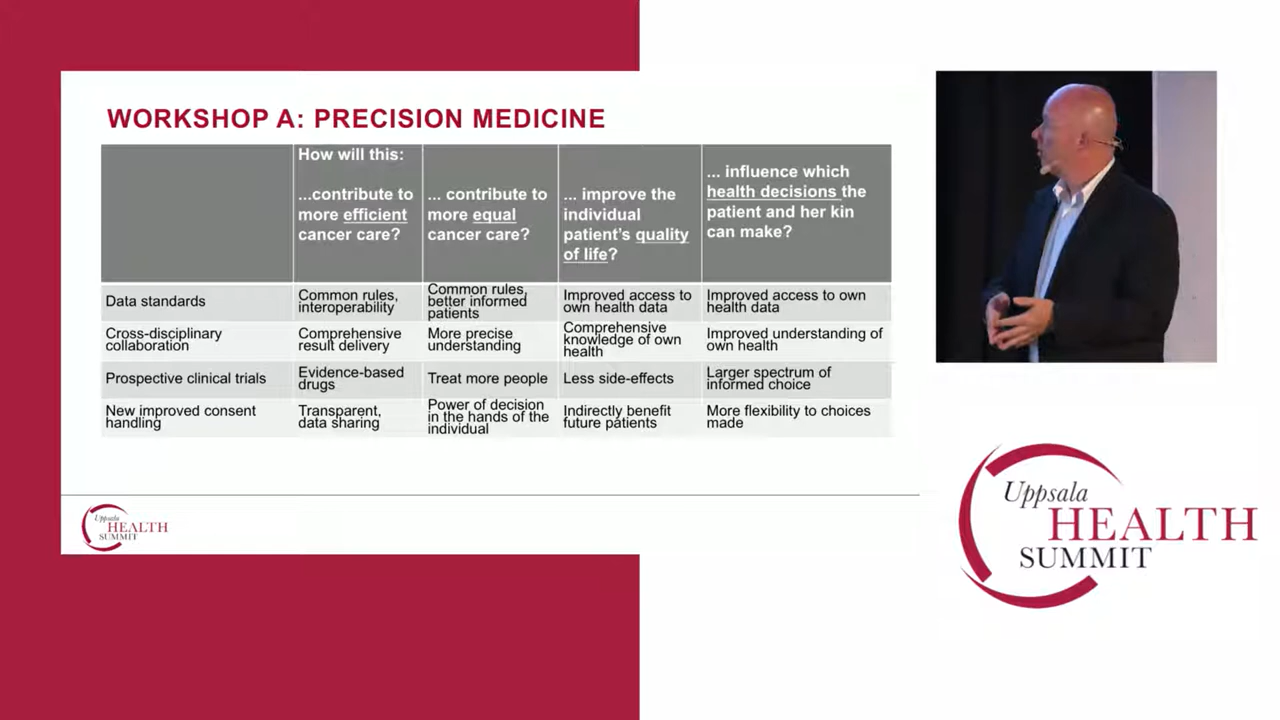 WORKSHOP A: PRECISION MEDICINE
How will this:
...contribute to
more efficient
cancer care?
... contribute to
more equal
cancer care?
... improve the
individual
patient's quality
of life?
... influence which
health decisions the
patient and her kin
can make?
Data standards
Common rules,
interoperability
Common rules,
better informed
patients
Improved access to
own health data
Improved access to own
health data
Cross-disciplinary
collaboration
Comprehensive
result delivery
More precise
understanding
Comprehensive
knowledge of own
health
Improved understanding of
own health
Prospective clinical trials
Evidence-based
drugs
Treat more people
Less side-effects
Larger spectrum of
informed choice
New improved consent
handling
Transparent,
data sharing
Power of decision
in the hands of the
individual
Indirectly benefit
future patients
More flexibility to choices
made
Uppsala
HEALTH
SUMMIT
Uppsala
HEALTH
SUMMIT